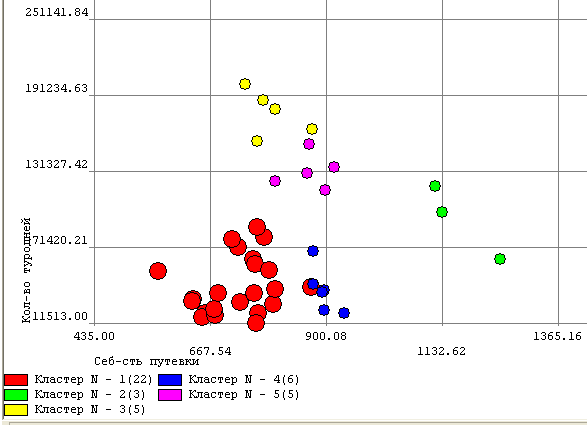 251141.84
191234.63
131327.42
71420.21
11513.00
Кол-во туродней
435.00 667.54 900.08 1132.62 1365.16
Себ-сть путевки
Кластер N - 1(22) Кластер N - 4(6)
Кластер N - 2(3) Кластер N - 5(5)
Кластер N - 3(5)